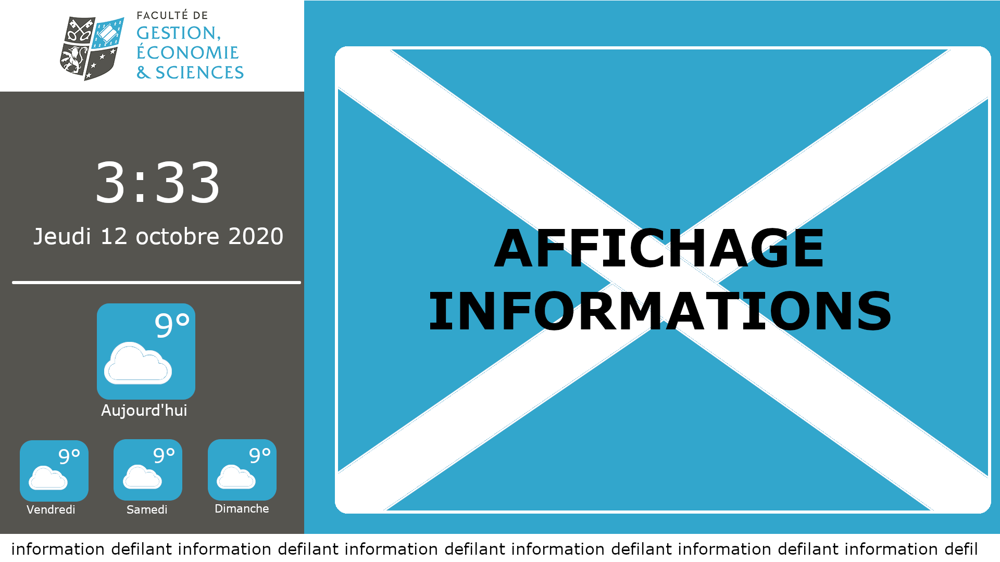 FACULTÉ DE
GESTION,
ÉCONOMIE
& SCIENCES
3:33
Jeudi 12 octobre 2020
9°
Aujourd'hui
9°
Vendredi
9°
Samedi
9°
Dimanche
AFFICHAGE
INFORMATIONS
information defilant information defilant information defilant information defilant information defilant information defil